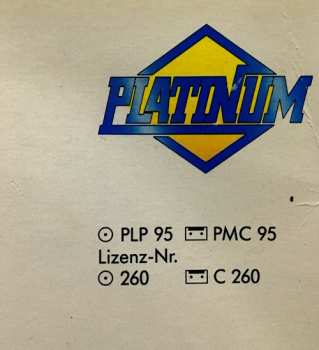 PLATINUM
PLP 95 PMC 95
Lizenz-Nr.
260 C 260